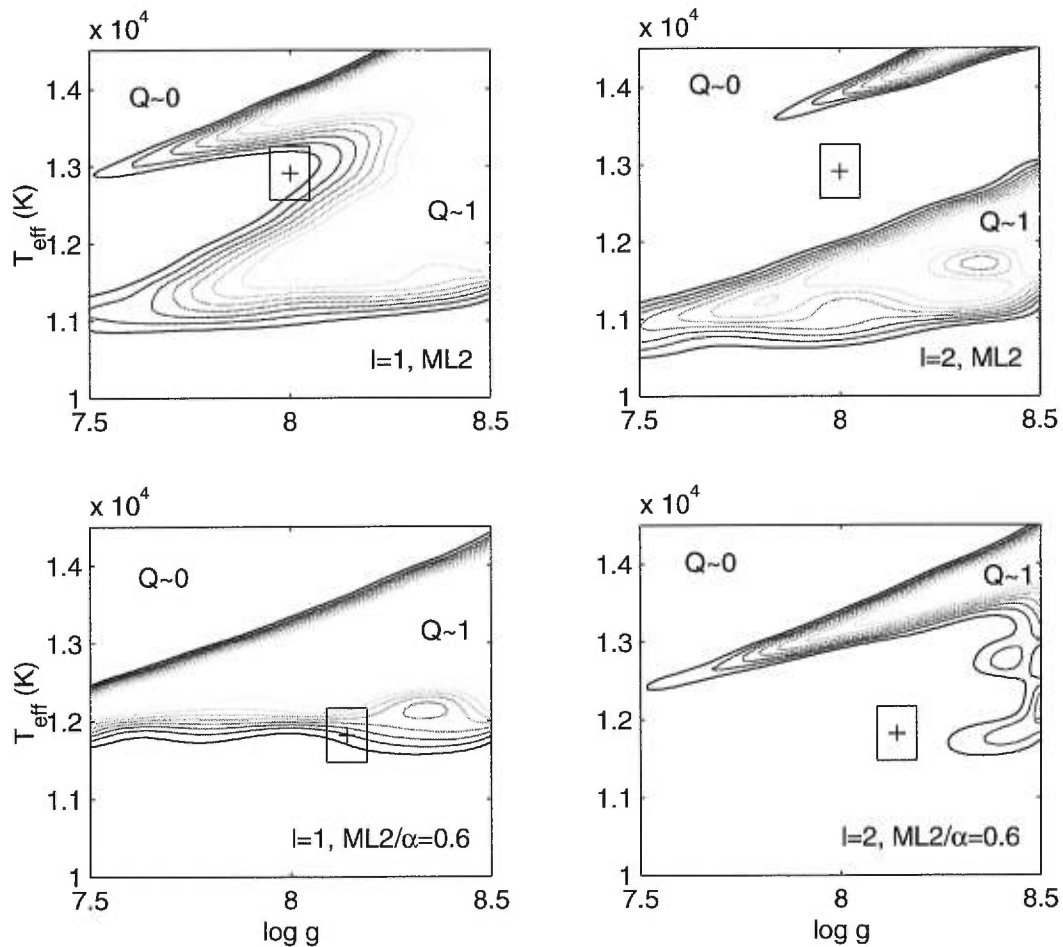 x 10^4
1.4
1.3
1.2
1.1
1
T_eff (K)
Q~0
Q~1
l=1, ML2
7.5 8 8.5
x 10^4
1.4
1.3
1.2
1.1
1
Q~0
Q~1
l=2, ML2
7.5 8 8.5
x 10^4
1.4
1.3
1.2
1.1
1
T_eff (K)
Q~0
Q~1
l=1, ML2/α=0.6
7.5 8 8.5
log g
x 10^4
1.4
1.3
1.2
1.1
1
Q~0
Q~1
l=2, ML2/α=0.6
7.5 8 8.5
log g